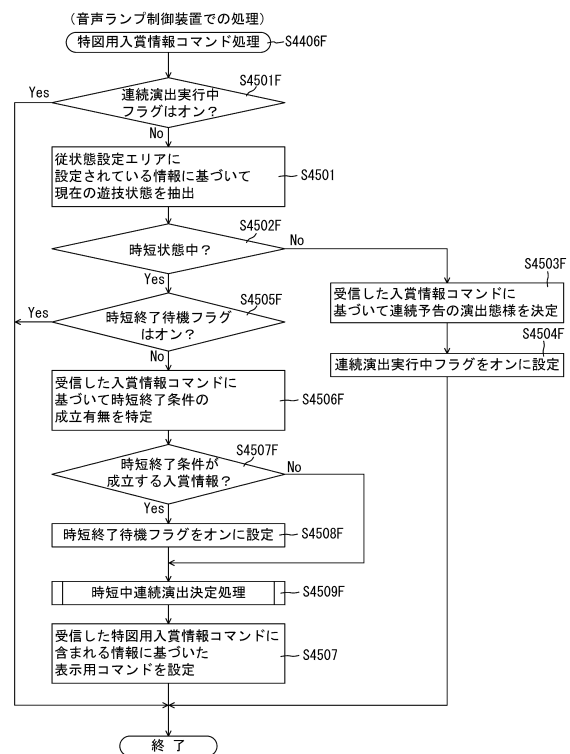 (音声ランプ制御装置での処理)
特図用入賞情報コマンド処理
S4406F
S4501F
連続演出実行中
フラグはオン?
Yes
No
従状態設定エリアに
設定されている情報に基づいて
現在の遊技状態を抽出
S4501
S4502F
時短状態中?
No
Yes
S4503F
受信した入賞情報コマンドに
基づいて連続予告の演出態様を決定
S4504F
連続演出実行中フラグをオンに設定
S4505F
時短終了待機フラグ
はオン?
Yes
No
受信した入賞情報コマンドに
基づいて時短終了条件の
成立有無を特定
S4506F
S4507F
時短終了条件が
成立する入賞情報?
No
Yes
時短終了待機フラグをオンに設定
S4508F
時短中連続演出決定処理
S4509F
受信した特図用入賞情報コマンドに
含まれる情報に基づいた
表示用コマンドを設定
S4507
終了